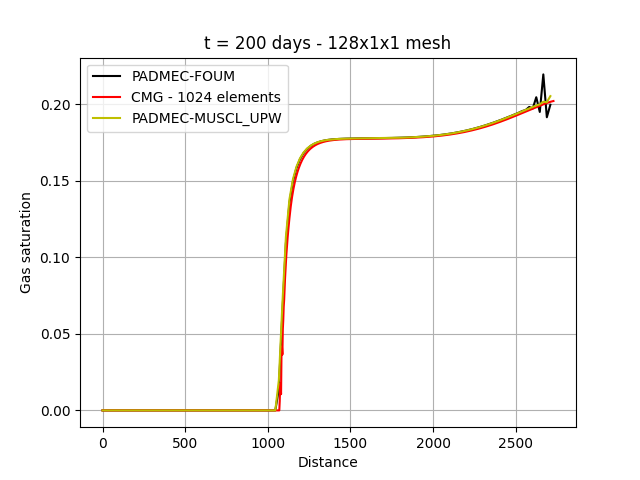 t = 200 days - 128x1x1 mesh
PADMEC-FOUM
CMG - 1024 elements
PADMEC-MUSCL_UPW
0.20
0.15
0.10
0.05
0.00
Gas saturation
0 500 1000 1500 2000 2500
Distance